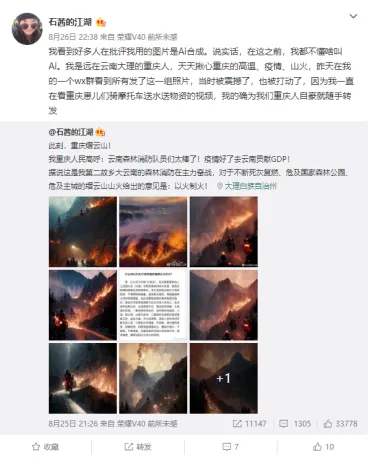 石茜的江湖
8月26日 22:38 来自 荣耀V40 前所未感
我看到好多人在批评我用的图片是AI合成。说实话，在这之前，我都不懂啥叫
AI。我是远在云南大理的重庆人，天天揪心重庆的高温、疫情、山火，昨天在我
的一个wx群看到所有发了这一组照片，当时被震撼了，也被打动了，因为我一直
在看重庆崽儿们骑摩托车送水送物资的视频，我的确为我们重庆人自豪就随手转
发
@石茜的江湖
此刻，重庆缙云山！
我重庆人民高呼：云南森林消防队员们太棒了！疫情好了去云南贡献GDP！
据说这是我第二故乡大云南的森林消防在主力奋战，对于不断死灰复燃、危及国家森林公园、
危及主城的缙云山山火给出的意见是：以火制火！ 大理白族自治州
+1
8月25日 21:26 来自 荣耀V40 前所未感
11147
1305
33778
收藏
转发
7
10